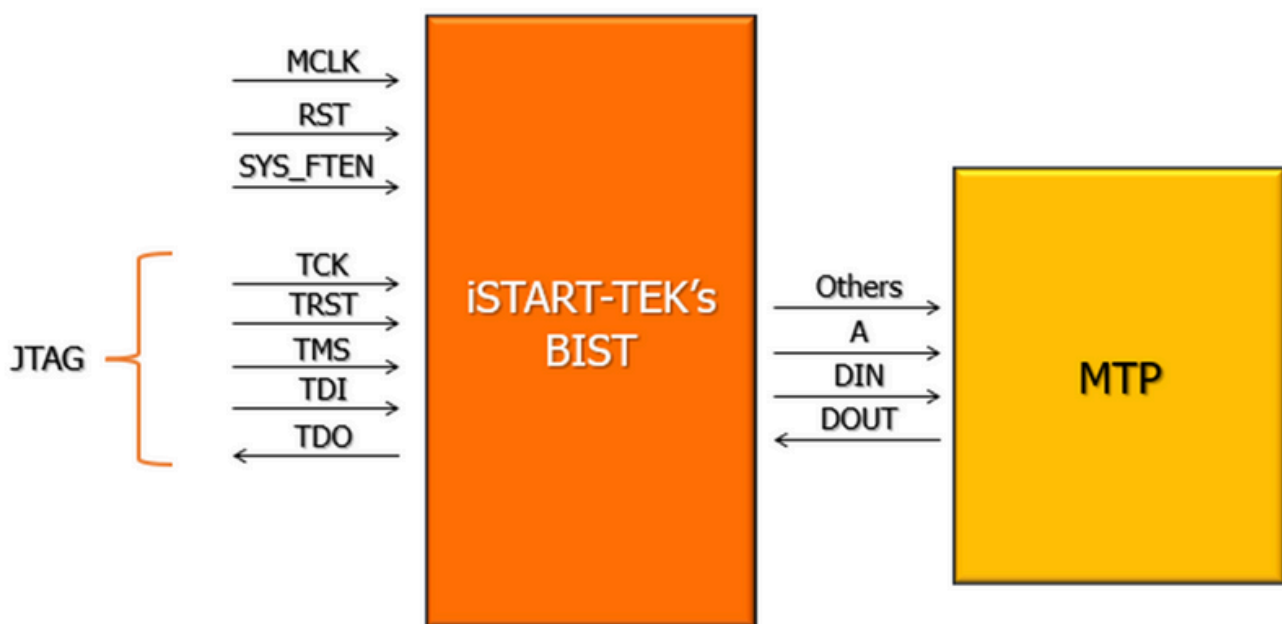 MCLK
RST
SYS_FTEN
JTAG
TCK
TRST
TMS
TDI
TDO
iSTART-TEK’s
BIST
Others
A
DIN
DOUT
MTP